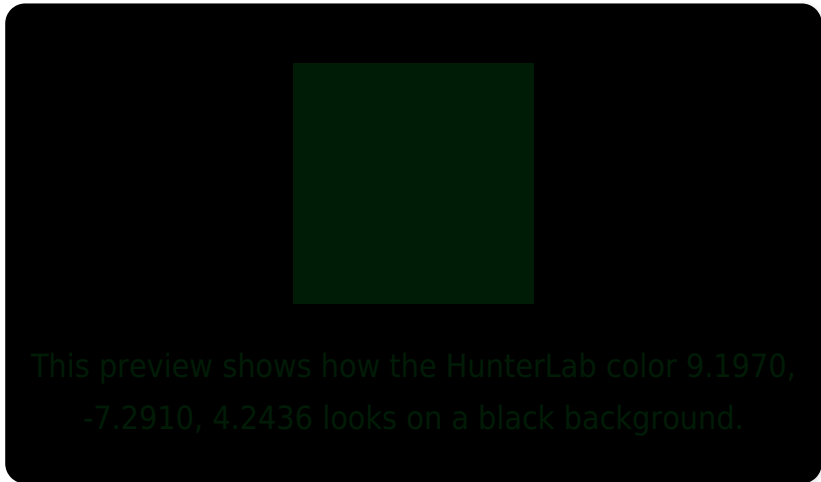 This preview shows how the HunterLab color 9.1970,
-7.2910, 4.2436 looks on a black background.